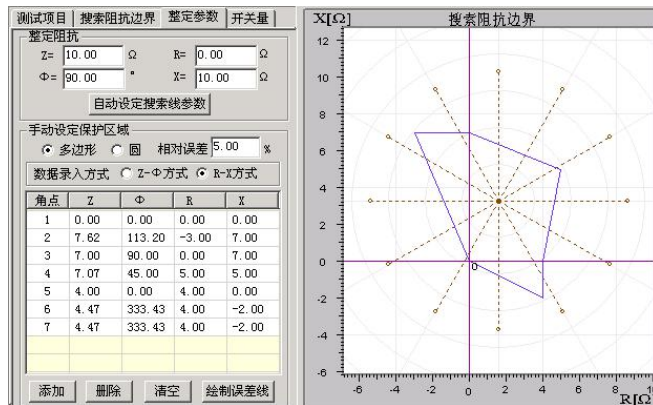 测试项目 搜索阻抗边界 整定参数 开关量
整定阻抗
Z= 10.00 Ω R= 0.00 Ω
Φ= 90.00 ° X= 10.00 Ω
自动设定搜索线参数
手动设定保护区域
多边形 圆 相对误差 5.00 %
数据录入方式 Z-Φ方式 R-X方式
角点 Z Φ R X
1 0.00 0.00 0.00 0.00
2 7.62 113.20 -3.00 7.00
3 7.00 90.00 0.00 7.00
4 7.07 45.00 5.00 5.00
5 4.00 0.00 4.00 0.00
6 4.47 333.43 4.00 -2.00
7 4.47 333.43 4.00 -2.00
添加 删除 清空 绘制误差线
X[Ω] 搜索阻抗边界
12
10
8
6
4
2
0
0
-2
-4
-6
-6 -4 -2 0 2 4 6 8 10
R[Ω]